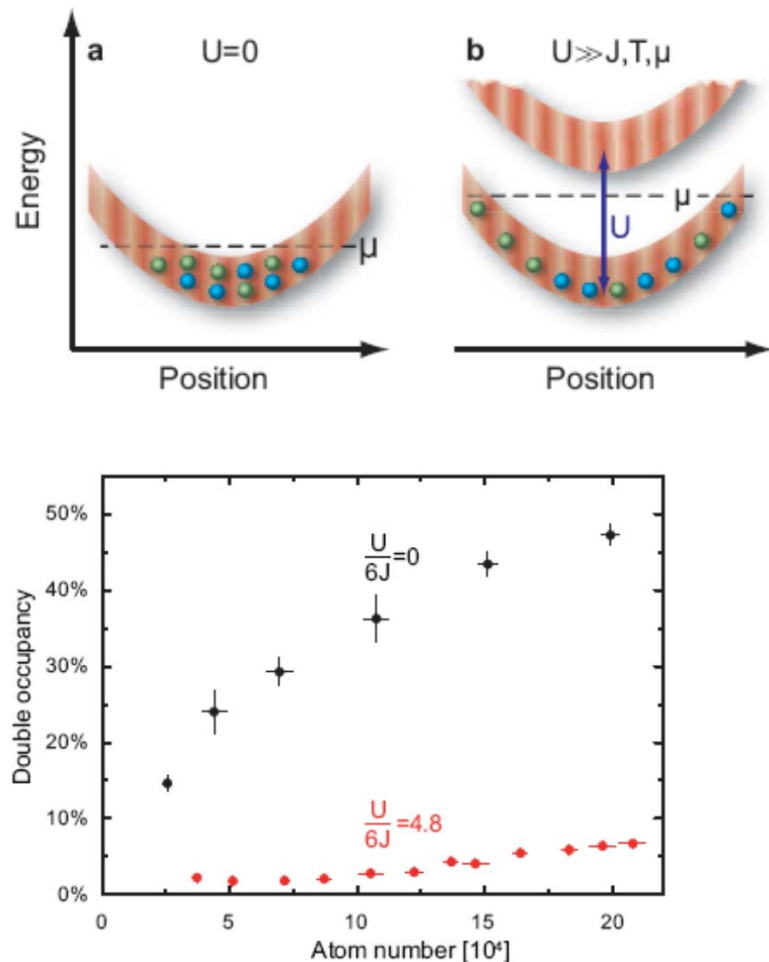 a U=0
b U≫J,T,μ
Energy
μ
μ
U
Position
Position
50%
40%
30%
20%
10%
0%
Double occupancy
U
6J =0
U
6J =4.8
0 5 10 15 20
Atom number [10⁴]